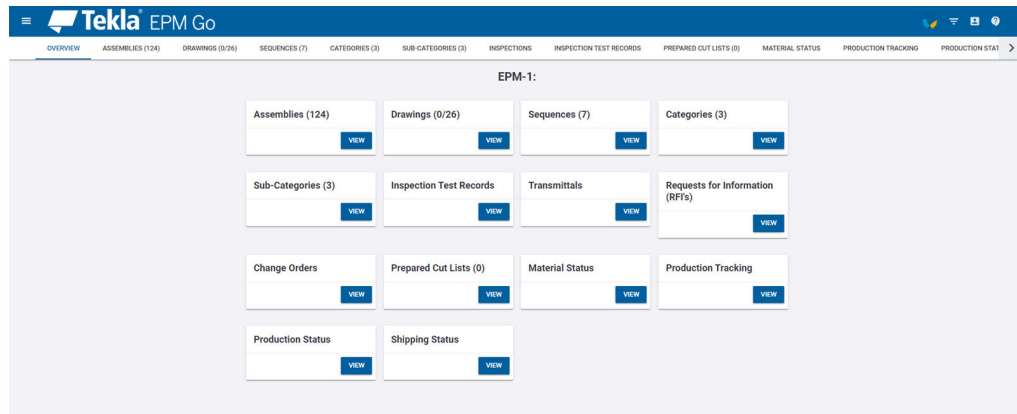 Tekla® EPM Go
OVERVIEW ASSEMBLIES (124) DRAWINGS (0/26) SEQUENCES (7) CATEGORIES (3) SUB-CATEGORIES (3) INSPECTIONS INSPECTION TEST RECORDS PREPARED CUT LISTS (0) MATERIAL STATUS PRODUCTION TRACKING PRODUCTION STAT
EPM-1:
Assemblies (124) Drawings (0/26) Sequences (7) Categories (3)
VIEW VIEW VIEW VIEW
Sub-Categories (3) Inspection Test Records Transmittals Requests for Information
(RFI's)
VIEW VIEW VIEW VIEW
Change Orders Prepared Cut Lists (0) Material Status Production Tracking
VIEW VIEW VIEW VIEW
Production Status Shipping Status
VIEW VIEW